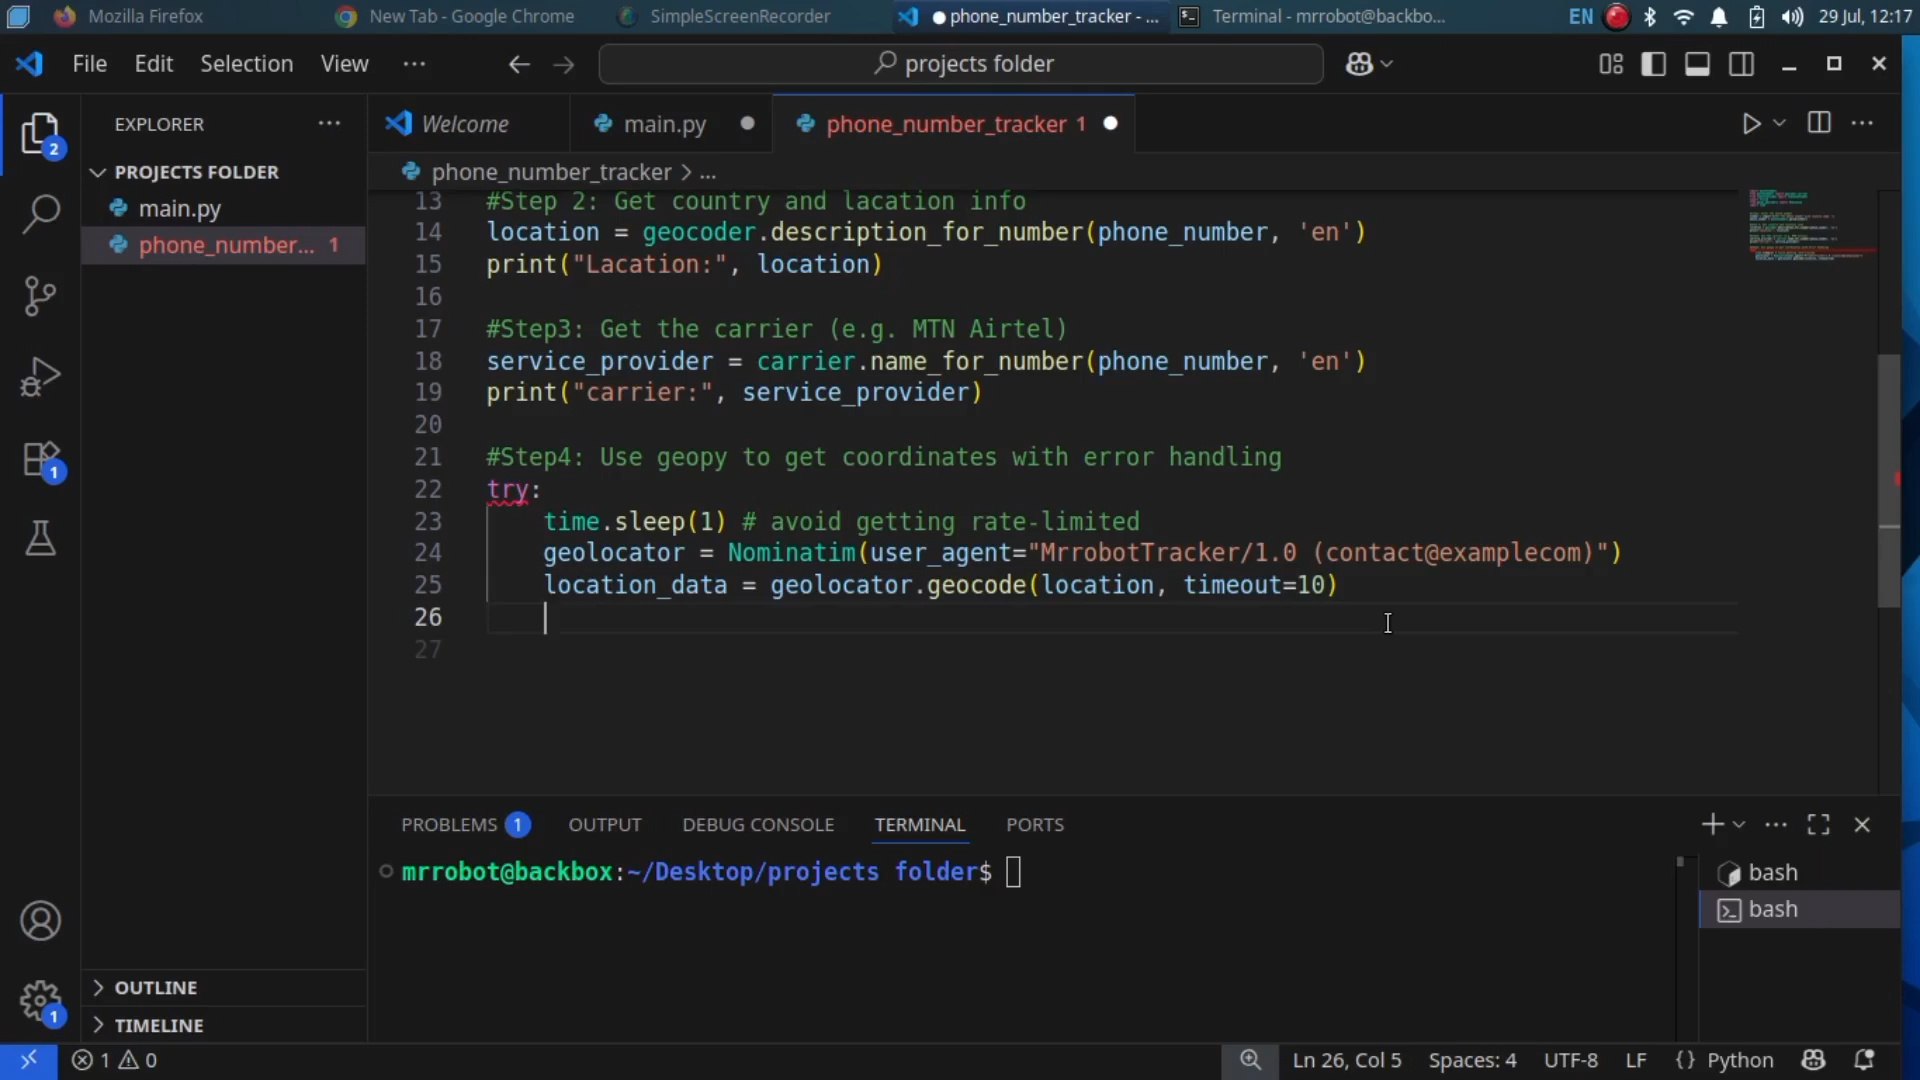 Mozilla Firefox
New Tab - Google Chrome
SimpleScreenRecorder
phone_number_tracker - ...
Terminal - mrrobot@backbo...
EN
29 Jul, 12:17
File Edit Selection View ...
projects folder
EXPLORER
PROJECTS FOLDER
main.py
phone_number... 1
OUTLINE
TIMELINE
2
1
1
Welcome
main.py
phone_number_tracker 1
phone_number_tracker > ...
13 #Step 2: Get country and lacation info
14 location = geocoder.description_for_number(phone_number, 'en')
15 print("Lacation:", location)
16
17 #Step3: Get the carrier (e.g. MTN Airtel)
18 service_provider = carrier.name_for_number(phone_number, 'en')
19 print("carrier:", service_provider)
20
21 #Step4: Use geopy to get coordinates with error handling
22 try:
23 time.sleep(1) # avoid getting rate-limited
24 geolocator = Nominatim(user_agent="MrrobotTracker/1.0 (contact@examplecom)")
25 location_data = geolocator.geocode(location, timeout=10)
26
27
PROBLEMS 1 OUTPUT DEBUG CONSOLE TERMINAL PORTS
mrrobot@backbox:~/Desktop/projects folder$
bash
bash
1 0
Ln 26, Col 5 Spaces: 4 UTF-8 LF {} Python